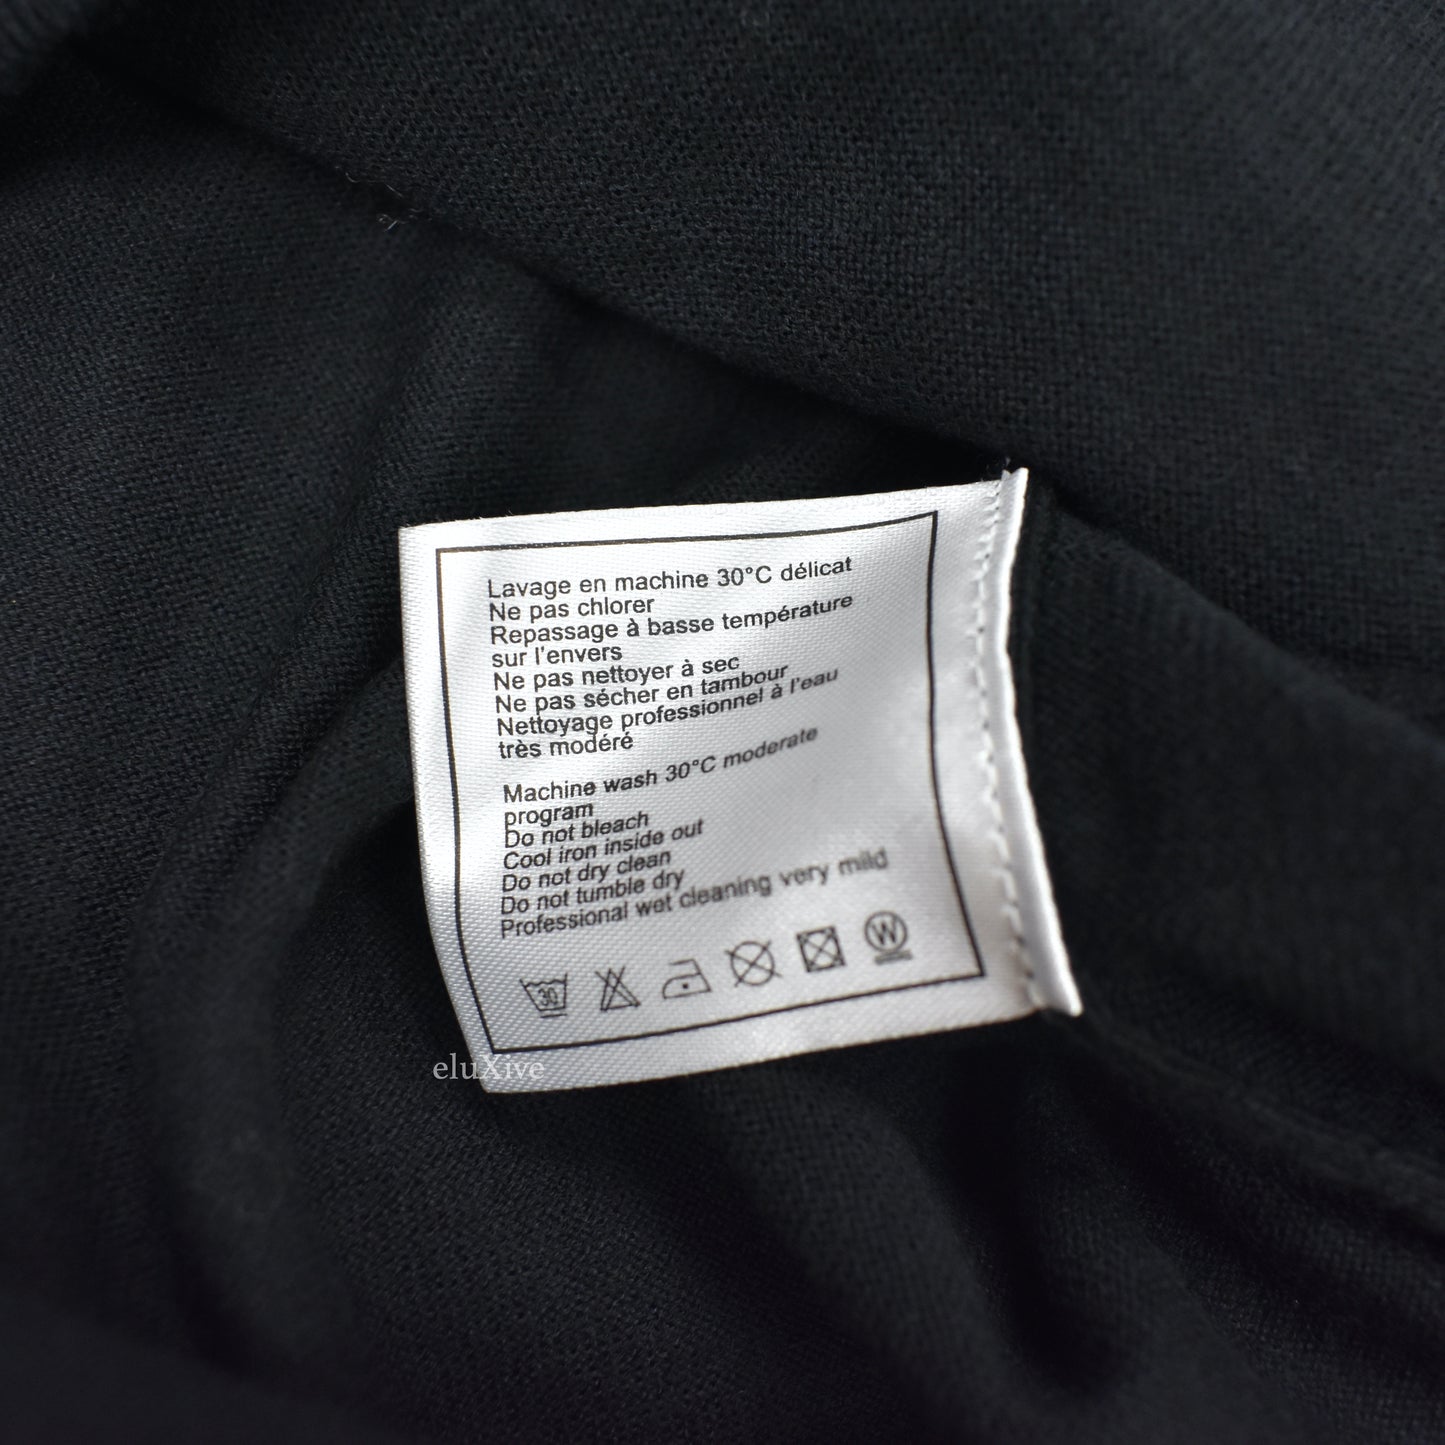 Lavage en machine 30°C délicat
Ne pas chlorer
Repassage à basse température
sur l'envers
Ne pas nettoyer à sec
Ne pas sécher en tambour
Nettoyage professionnel à l'eau
très modéré
Machine wash 30°C moderate
program
Do not bleach
Cool iron inside out
Do not dry clean
Do not tumble dry
Professional wet cleaning very mild
30 W
eluXive